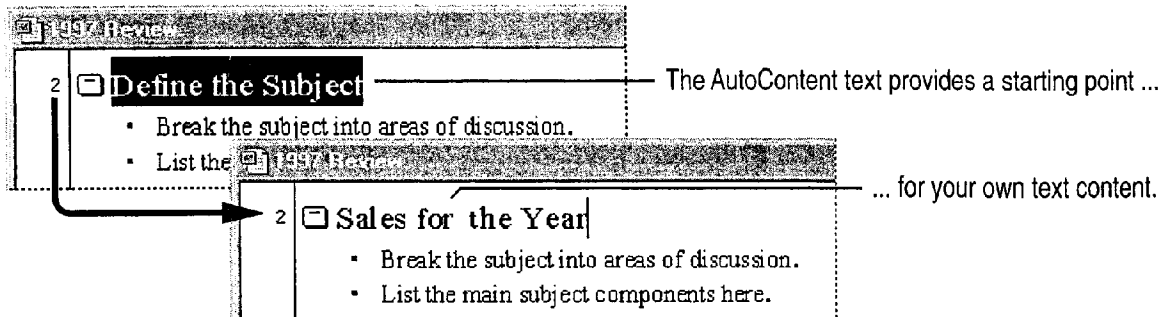 1997 Review
2 Define the Subject
The AutoContent text provides a starting point ...
▪ Break the subject into areas of discussion.
▪ List the
1997 Review
... for your own text content.
2 Sales for the Year
▪ Break the subject into areas of discussion.
▪ List the main subject components here.